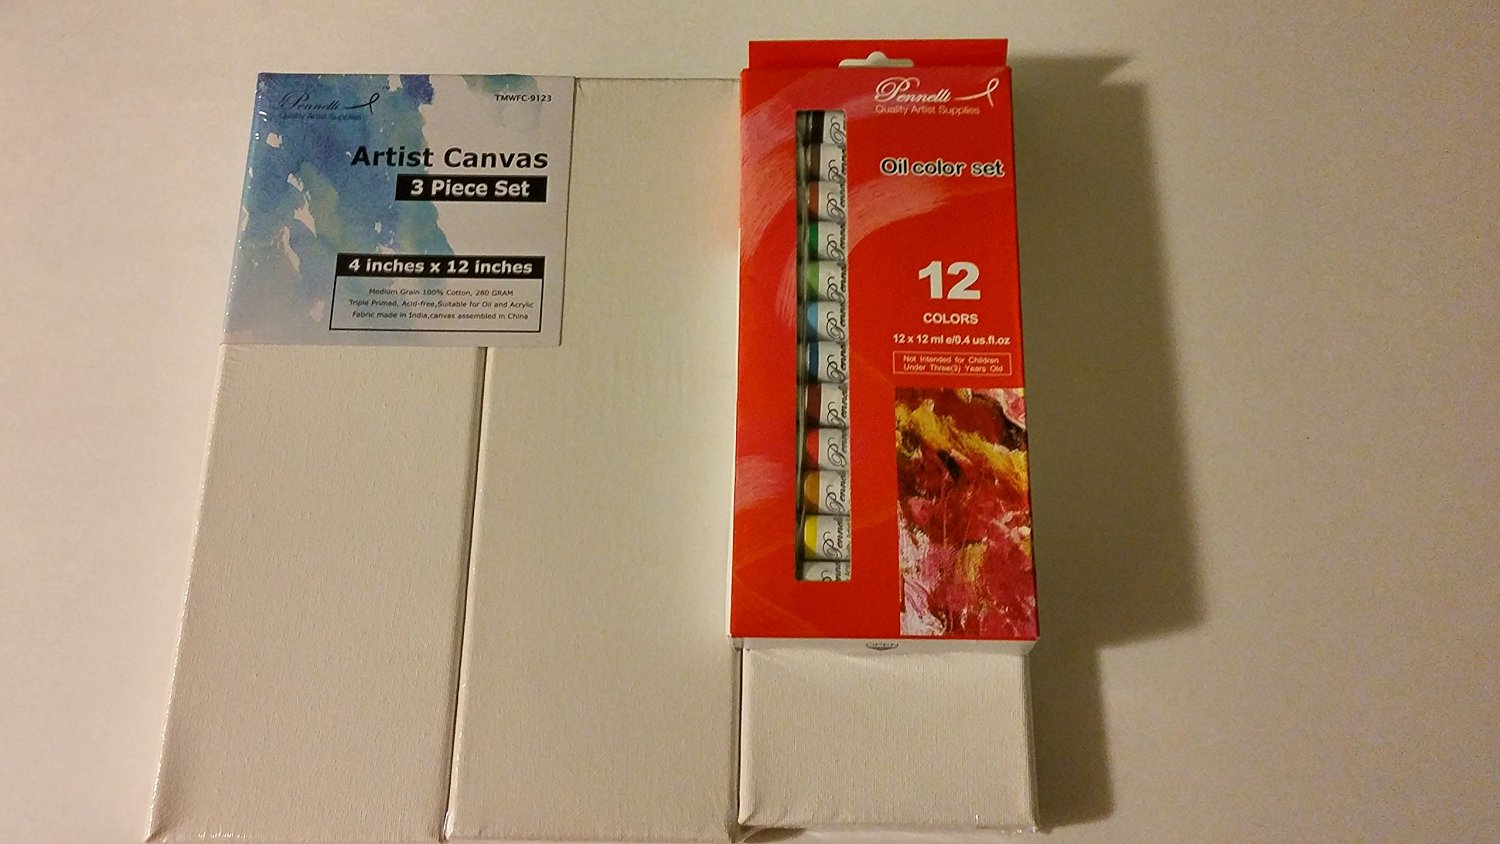 Pennelli
Quality Artist Supplies
TMWFC-9123
Artist Canvas
3 Piece Set
4 inches x 12 inches
Medium Grain 100% Cotton, 280 GRAM
Triple Primed, Acid-free,Suitable for Oil and Acrylic
Fabric made in India,canvas assembled in China
Pennelli
Quality Artist Supplies
Oil color set
12
COLORS
12 x 12 ml e/0.4 us.fl.oz
Not Intended for Children
Under Three(3) Years Old
OPEN